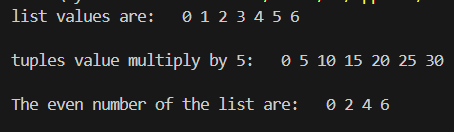 list values are:   0 1 2 3 4 5 6
tuples value multiply by 5:   0 5 10 15 20 25 30
The even number of the list are:   0 2 4 6